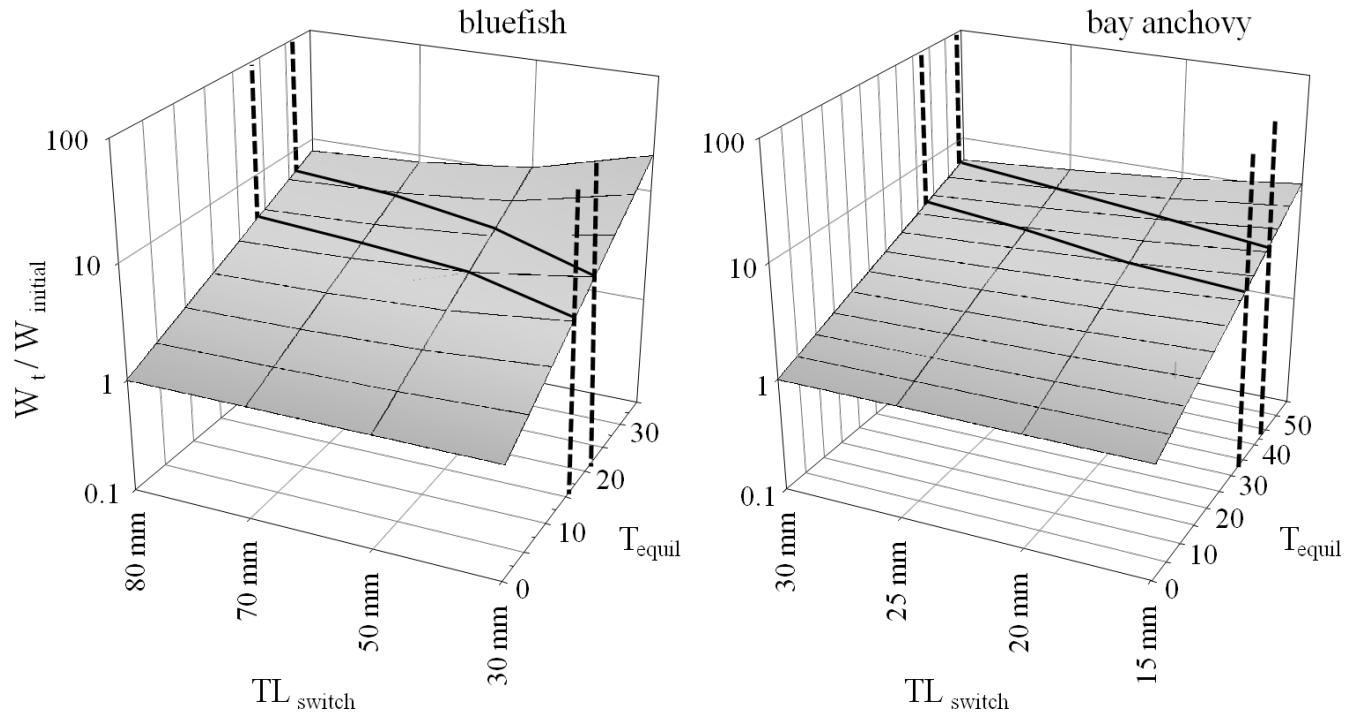 bluefish
100
10
1
0.1
W t / W initial
80 mm
70 mm
50 mm
30 mm
TL switch
0
10
20
30
T equil
bay anchovy
100
10
1
0.1
30 mm
25 mm
20 mm
15 mm
TL switch
0
10
20
30
40
50
T equil